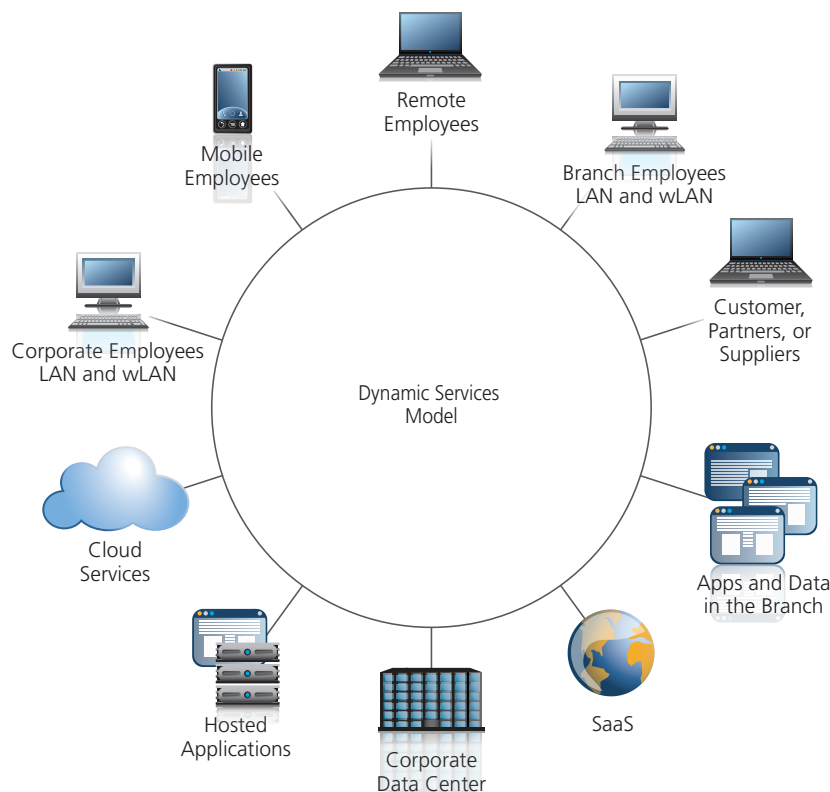 Remote
Employees
Mobile
Employees
Branch Employees
LAN and wLAN
Customer,
Partners, or
Suppliers
Corporate Employees
LAN and wLAN
Dynamic Services
Model
Cloud
Services
Apps and Data
in the Branch
Hosted
Applications
SaaS
Corporate
Data Center